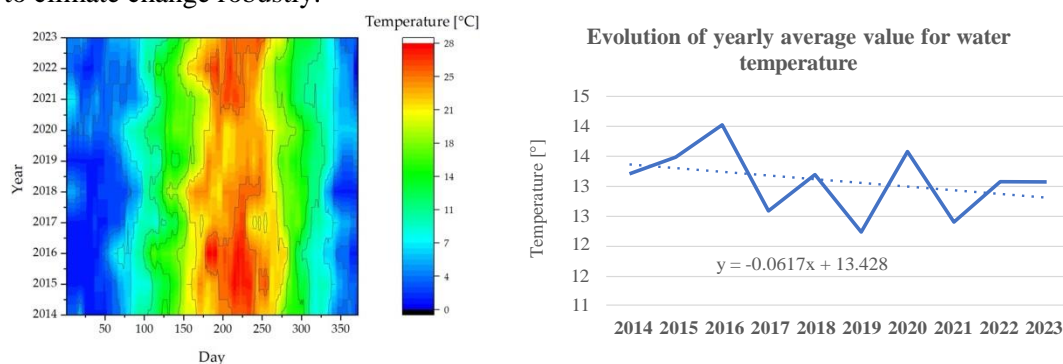 to climate change robustly.
Temperature [°C]
2023
2022
2021
2020
2019
2018
2017
2016
2015
2014
Year
50 100 150 200 250 300 350
Day
28
25
21
18
14
11
7
4
0
Evolution of yearly average value for water
temperature
15
14
14
13
13
12
12
11
Temperature [°]
y = -0.0617x + 13.428
2014 2015 2016 2017 2018 2019 2020 2021 2022 2023